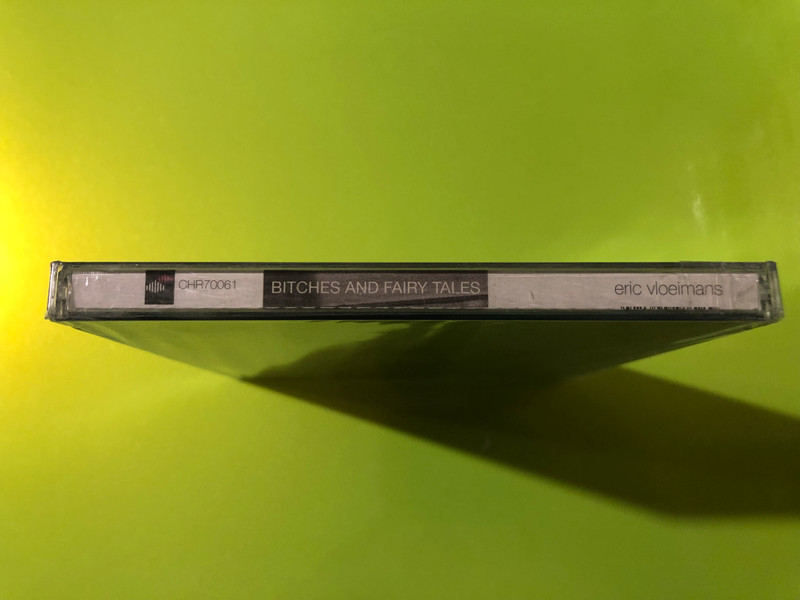 CHR70061
BITCHES AND FAIRY TALES
eric vloeimans